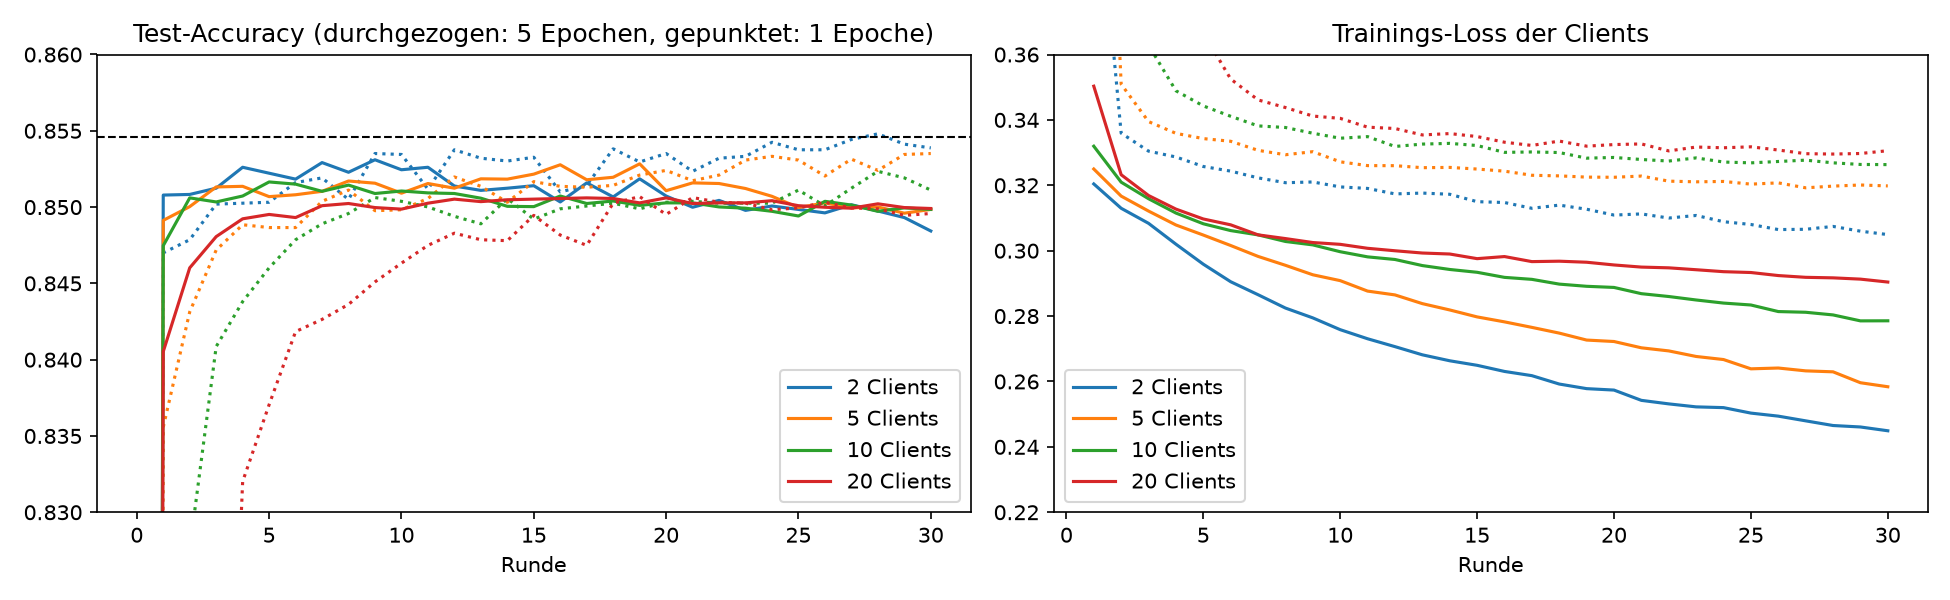 Test-Accuracy (durchgezogen: 5 Epochen, gepunktet: 1 Epoche)
0.860
0.855
0.850
0.845
0.840
0.835
0.830
2 Clients
5 Clients
10 Clients
20 Clients
0 5 10 15 20 25 30
Runde
Trainings-Loss der Clients
0.36
0.34
0.32
0.30
0.28
0.26
0.24
0.22
2 Clients
5 Clients
10 Clients
20 Clients
0 5 10 15 20 25 30
Runde